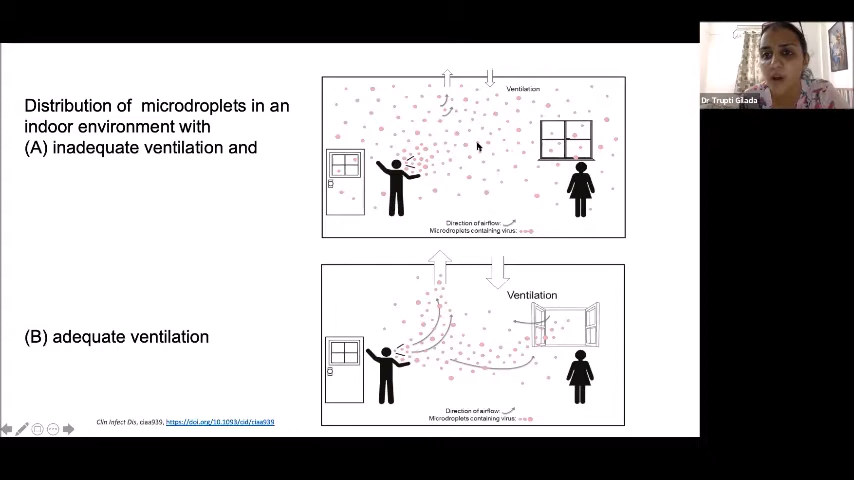 Dr Trupti Gilada
Distribution of microdroplets in an
indoor environment with
(A) inadequate ventilation and
Ventilation
Direction of airflow:
Microdroplets containing virus:
(B) adequate ventilation
Ventilation
Direction of airflow:
Microdroplets containing virus:
Clin Infect Dis, ciaa939, https://doi.org/10.1093/cid/ciaa939